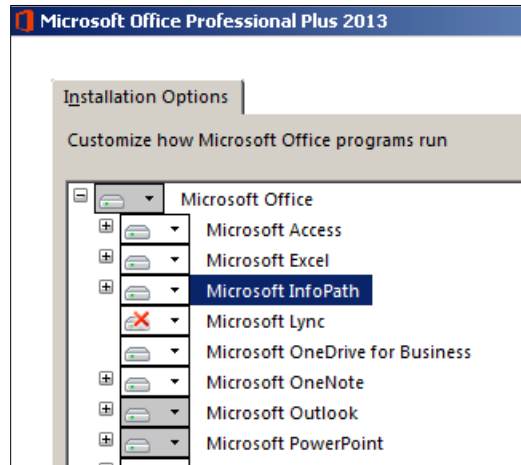 Microsoft Office Professional Plus 2013
Installation Options
Customize how Microsoft Office programs run
Microsoft Office
Microsoft Access
Microsoft Excel
Microsoft InfoPath
Microsoft Lync
Microsoft OneDrive for Business
Microsoft OneNote
Microsoft Outlook
Microsoft PowerPoint